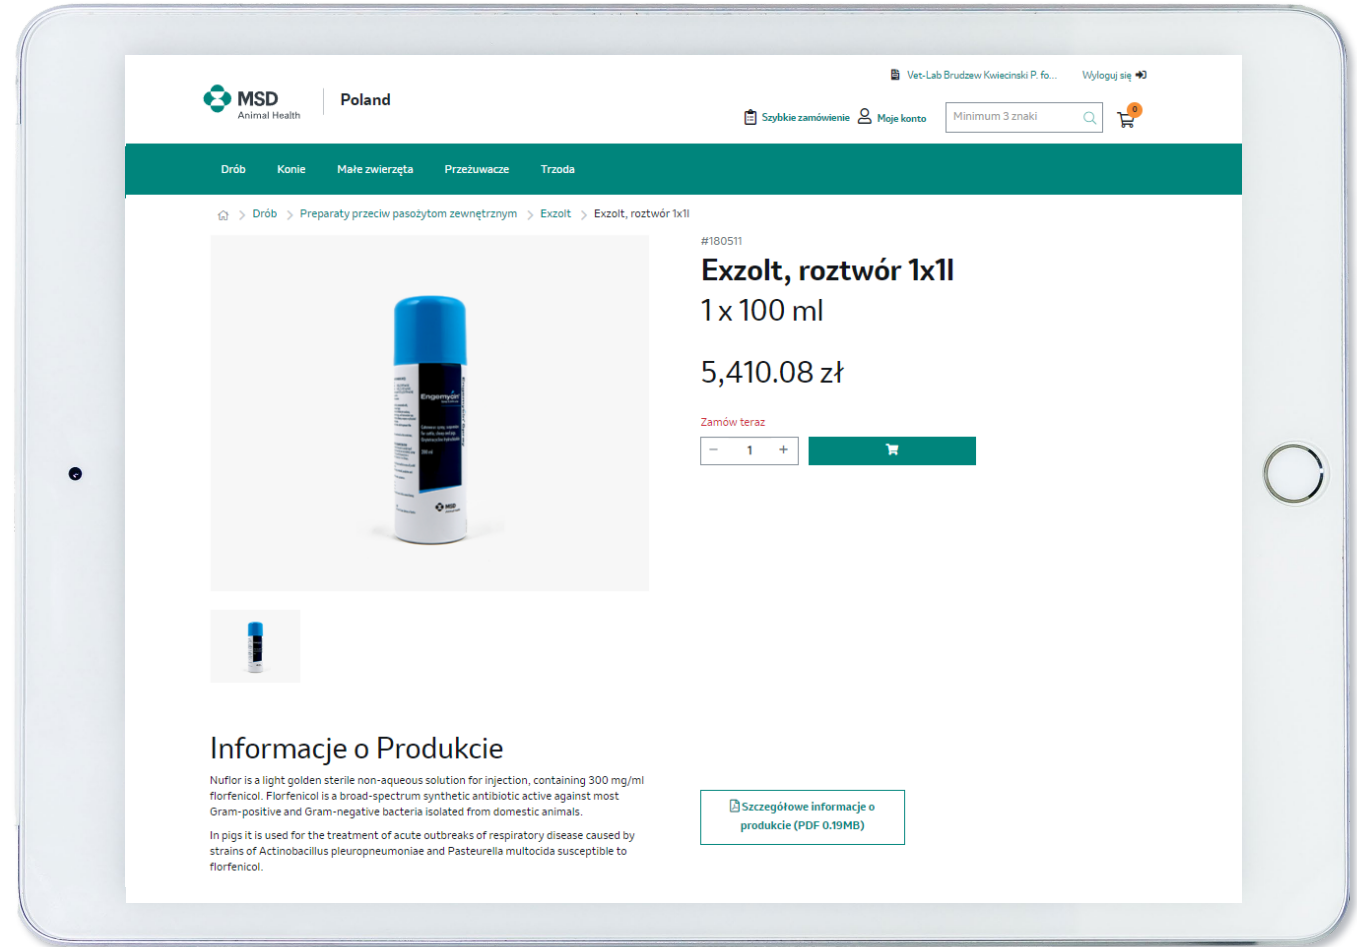 Vet-Lab Brudzew Kwiecinski P. fo... Wyloguj się
MSD
Animal Health
Poland
Szybkie zamówienie Moje konto Minimum 3 znaki 0
Drób Konie Małe zwierzęta Przeżuwacze Trzoda
Drób > Preparaty przeciw pasożytom zewnętrznym > Exzolt > Exzolt, roztwór 1x1l
#180511
Exzolt, roztwór 1x1l
1 x 100 ml
5,410.08 zł
Zamów teraz
− 1 +
Engemycin
MSD
Informacje o Produkcie
Nuflor is a light golden sterile non-aqueous solution for injection, containing 300 mg/ml
florfenicol. Florfenicol is a broad-spectrum synthetic antibiotic active against most
Gram-positive and Gram-negative bacteria isolated from domestic animals.
In pigs it is used for the treatment of acute outbreaks of respiratory disease caused by
strains of Actinobacillus pleuropneumoniae and Pasteurella multocida susceptible to
florfenicol.
Szczegółowe informacje o
produkcie (PDF 0.19MB)